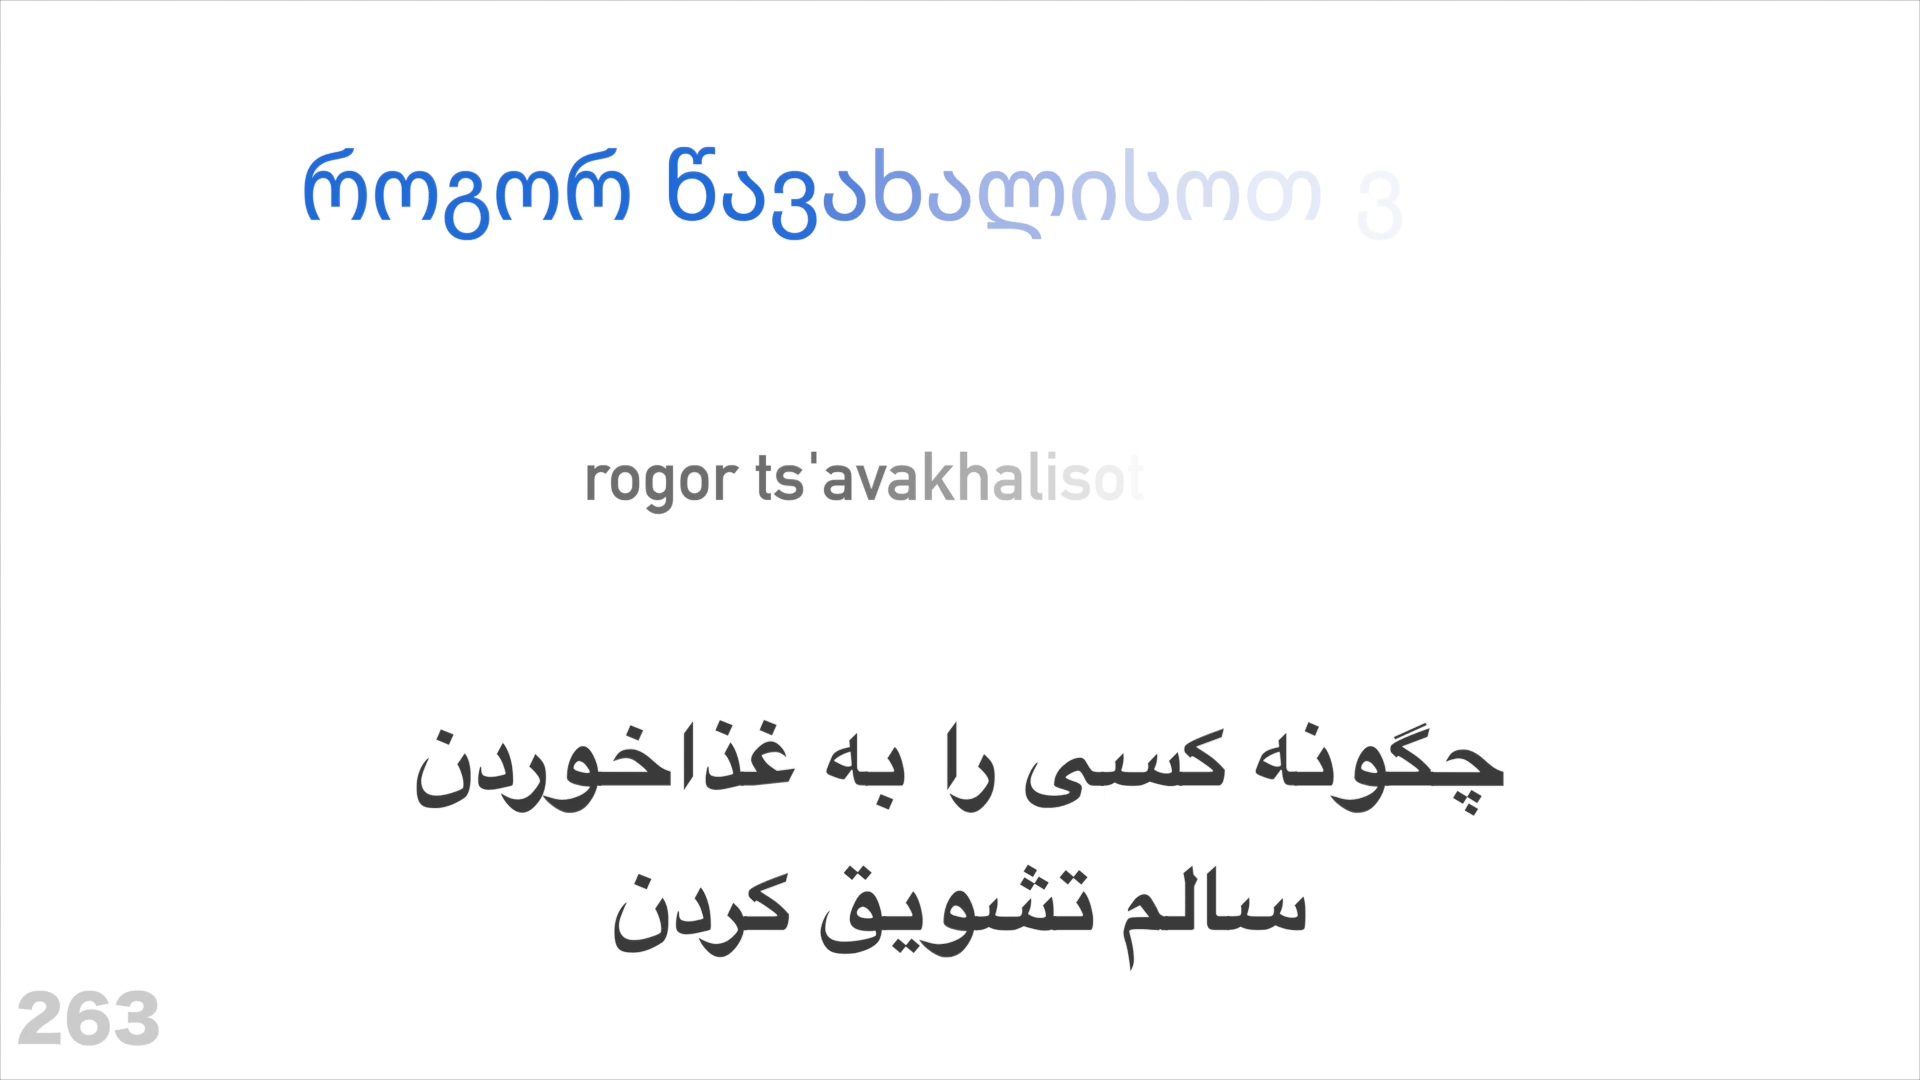 როგორ წავახალისოთ ვ
rogor ts'avakhalisot
چگونه کسی را به غذاخوردن
سالم تشویق کردن
263